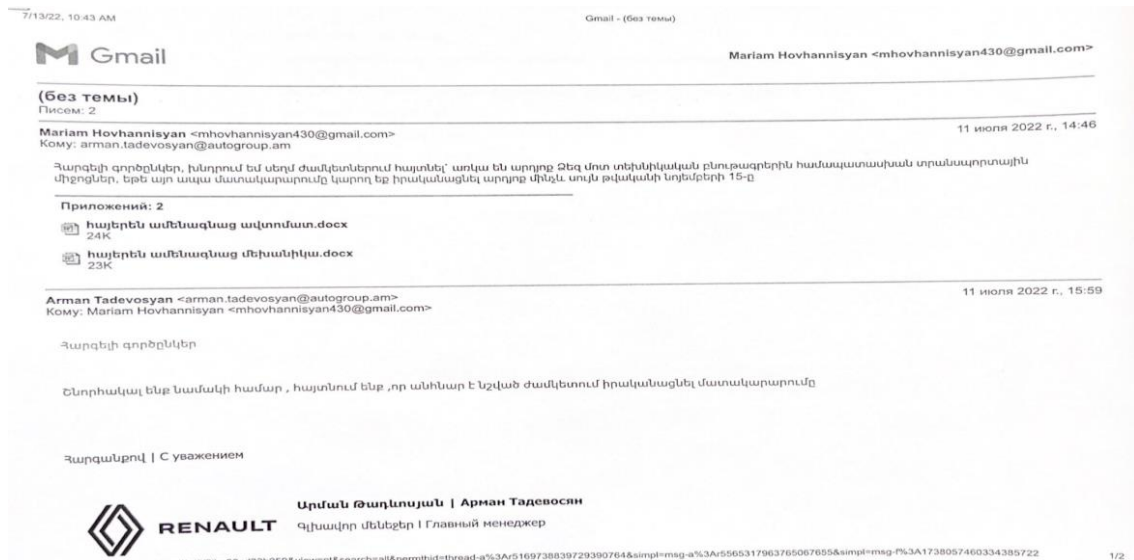 7/13/22, 10:43 AM
Gmail - (без темы)
Gmail
Mariam Hovhannisyan <mhovhannisyan430@gmail.com>
(без темы)
Писем: 2
Mariam Hovhannisyan <mhovhannisyan430@gmail.com>
11 июля 2022 г., 14:46
Кому: arman.tadevosyan@autogroup.am
Հարգելի գործընկեր, խնդրում եմ սեղմ ժամկետներում հայտնել՝ առկա են արդյոք Ձեզ մոտ տեխնիկական բնութագրերին համապատասխան տրանսպորտային
միջոցներ, եթե այո ապա մատակարարումը կարող եք իրականացնել արդյոք մինչև սույն թվականի նոյեմբերի 15-ը
Приложений: 2
հայերեն ամենագնաց ավտոմատ.docx
24K
հայերեն ամենագնաց մեխանիկա.docx
23K
Arman Tadevosyan <arman.tadevosyan@autogroup.am>
11 июля 2022 г., 15:59
Кому: Mariam Hovhannisyan <mhovhannisyan430@gmail.com>
Հարգելի գործընկեր
Շնորհակալ ենք նամակի համար , հայտնում ենք ,որ անհնար է նշված ժամկետում իրականացնել մատակարարումը
Հարգանքով | С уважением
Արման Թադևոսյան | Арман Тадевосян
RENAULT
Գլխավոր մենեջեր | Главный менеджер
1/2